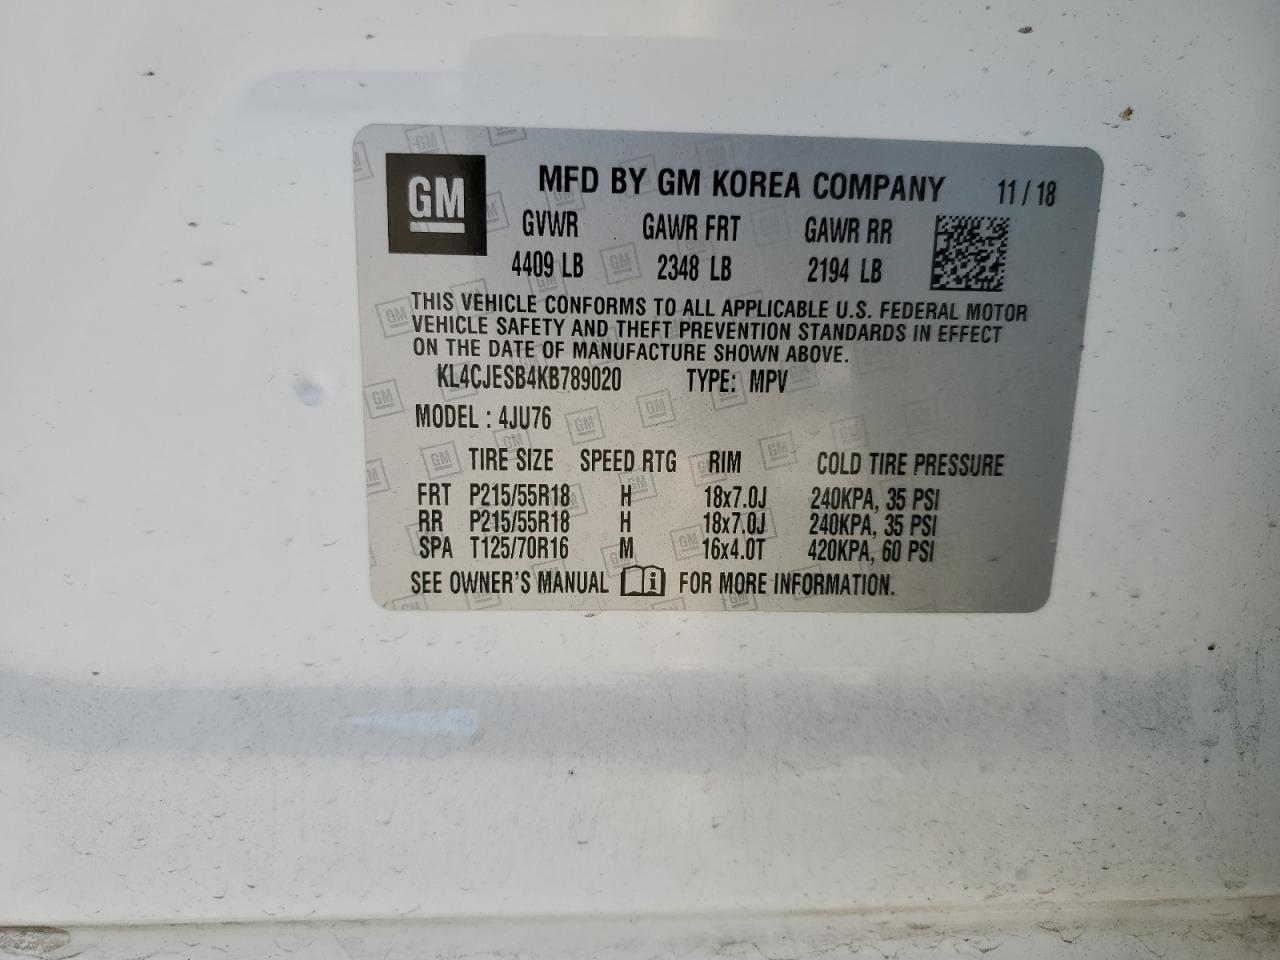 GM MFD BY GM KOREA COMPANY 11 / 18
GVWR GAWR FRT GAWR RR
4409 LB 2348 LB 2194 LB
THIS VEHICLE CONFORMS TO ALL APPLICABLE U.S. FEDERAL MOTOR
VEHICLE SAFETY AND THEFT PREVENTION STANDARDS IN EFFECT
ON THE DATE OF MANUFACTURE SHOWN ABOVE.
KL4CJESB4KB789020 TYPE: MPV
MODEL : 4JU76
TIRE SIZE SPEED RTG RIM COLD TIRE PRESSURE
FRT P215/55R18 H 18x7.0J 240KPA, 35 PSI
RR P215/55R18 H 18x7.0J 240KPA, 35 PSI
SPA T125/70R16 M 16x4.0T 420KPA, 60 PSI
SEE OWNER'S MANUAL FOR MORE INFORMATION.